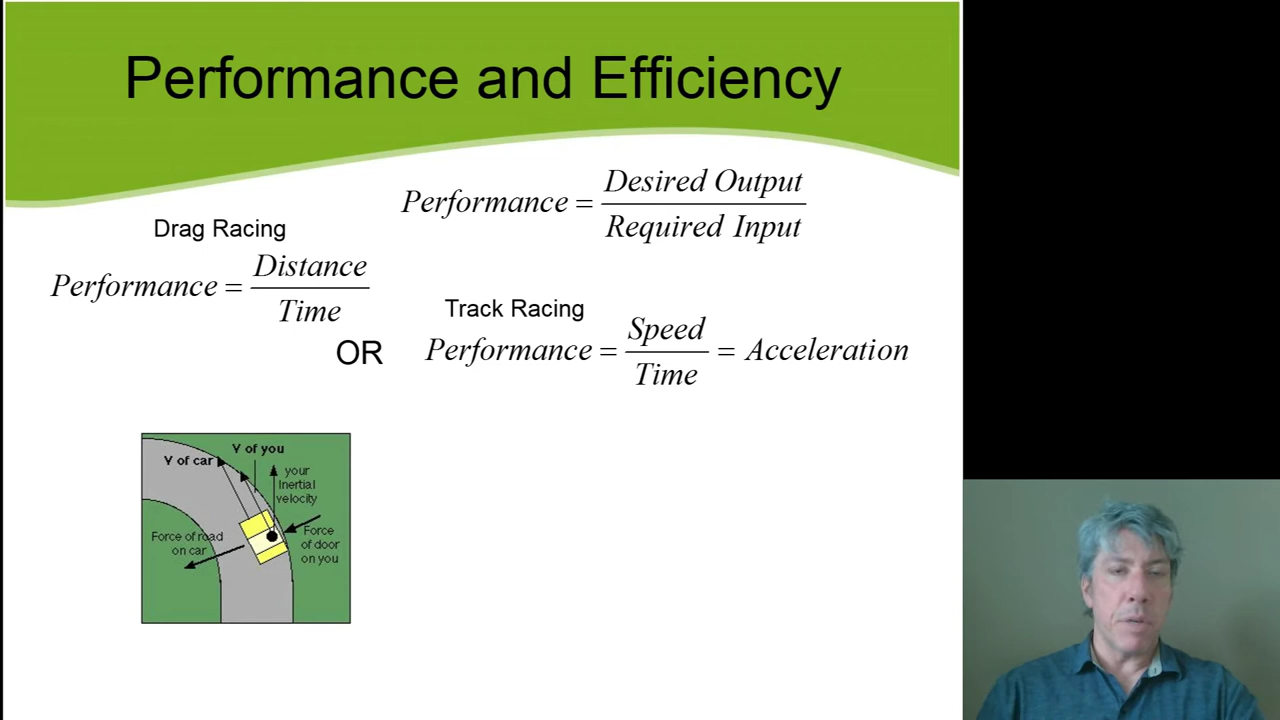 Performance and Efficiency
Performance = Desired Output / Required Input
Drag Racing
Performance = Distance / Time
OR
Track Racing
Performance = Speed / Time = Acceleration
V of you
V of car
your
Inertial
velocity
Force of road
on car
Force
of door
on you